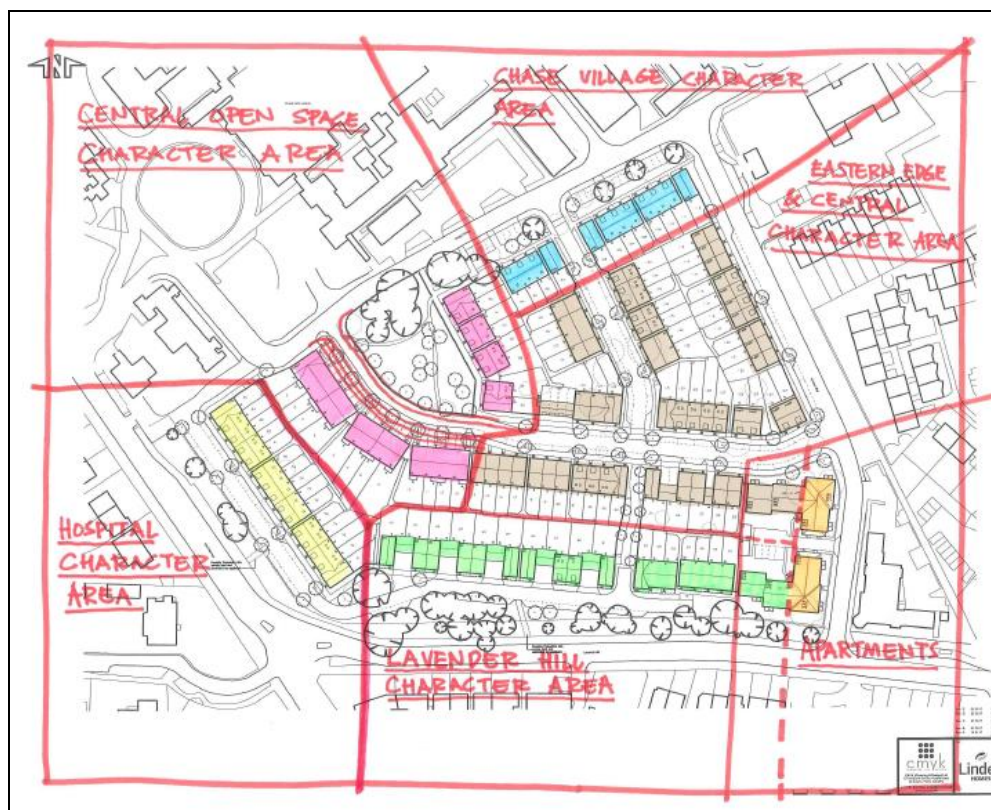 N
CHASE VILLAGE CHARACTER
AREA
CENTRAL OPEN SPACE
CHARACTER AREA
EASTERN EDGE
& CENTRAL
CHARACTER AREA
HOSPITAL
CHARACTER
AREA
LAVENDER HILL
CHARACTER AREA
APARTMENTS
cmyk
Linde
HOMES